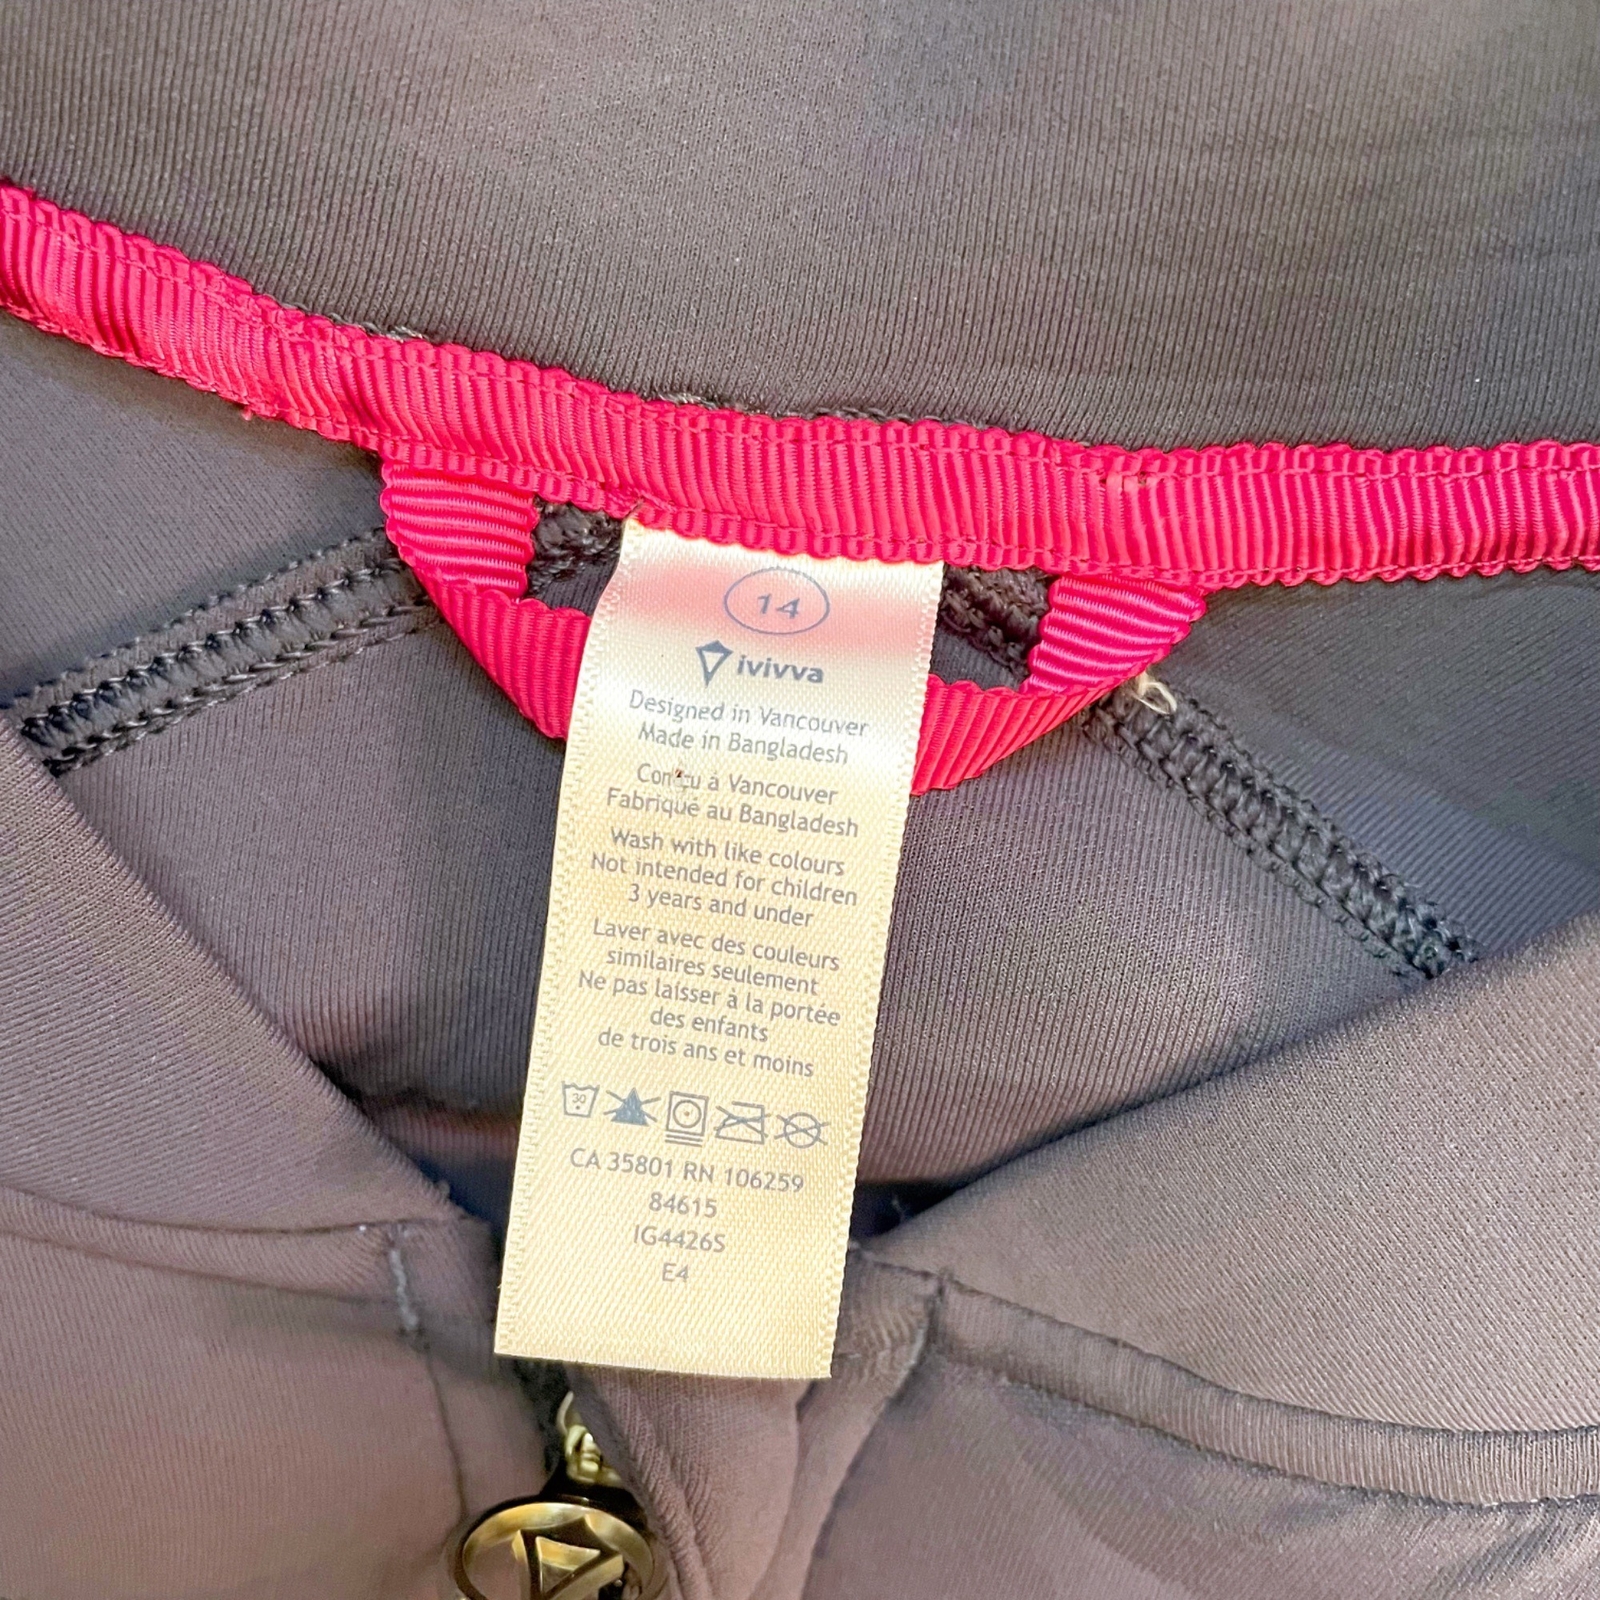 14
ivivva
Designed in Vancouver
Made in Bangladesh
Conçu à Vancouver
Fabriqué au Bangladesh
Wash with like colours
Not intended for children
3 years and under
Laver avec des couleurs
similaires seulement
Ne pas laisser à la portée
des enfants
de trois ans et moins
30
CA 35801 RN 106259
84615
IG4426S
E4